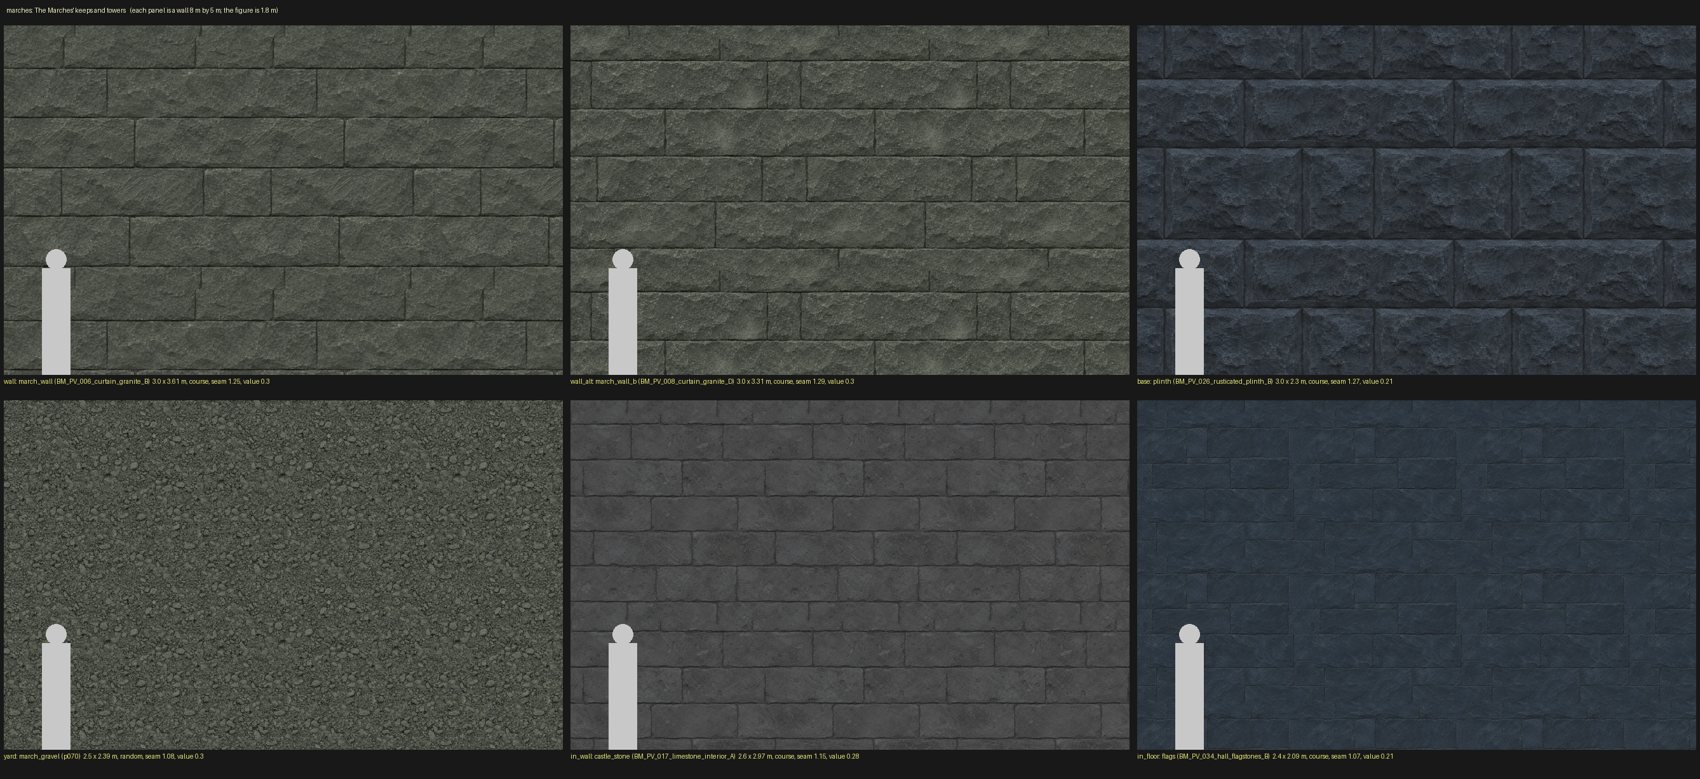 marches: The Marches' keeps and towers (each panel is a wall 8 m by 5 m; the figure is 1.8 m)
wall: march_wall (BM_PV_006_curtain_granite_B) 3.0 x 3.61 m, course, seam 1.25, value 0.3
wall_alt: march_wall_b (BM_PV_008_curtain_granite_D) 3.0 x 3.31 m, course, seam 1.29, value 0.3
base: plinth (BM_PV_026_rusticated_plinth_B) 3.0 x 2.3 m, course, seam 1.27, value 0.21
yard: march_gravel (p070) 2.5 x 2.39 m, random, seam 1.08, value 0.3
in_wall: castle_stone (BM_PV_017_limestone_interior_A) 2.6 x 2.97 m, course, seam 1.15, value 0.28
in_floor: flags (BM_PV_034_hall_flagstones_B) 2.4 x 2.09 m, course, seam 1.07, value 0.21